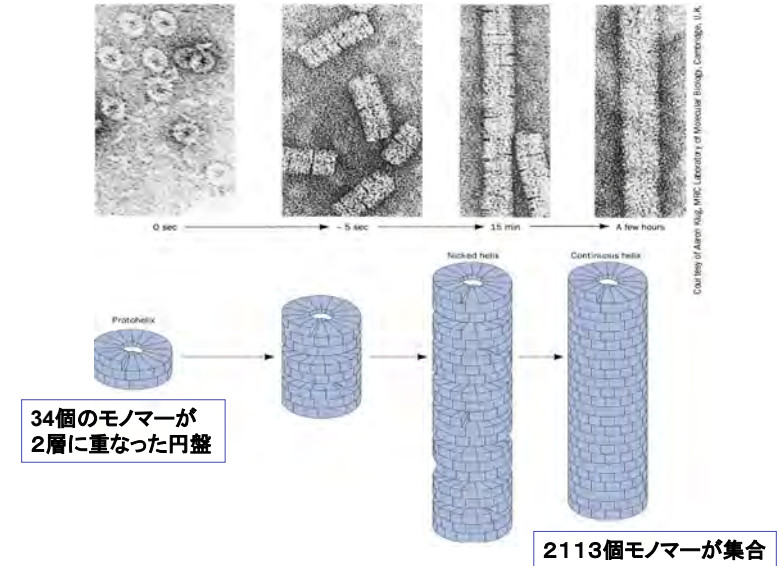 Courtesy of Aaron Klug, MRC Laboratory of Molecular Biology, Cambridge, U.K.
0 sec
~ 5 sec
15 min
A few hours
Nicked helix
Continuous helix
Protohelix
34個のモノマーが
２層に重なった円盤
２１１３個モノマーが集合